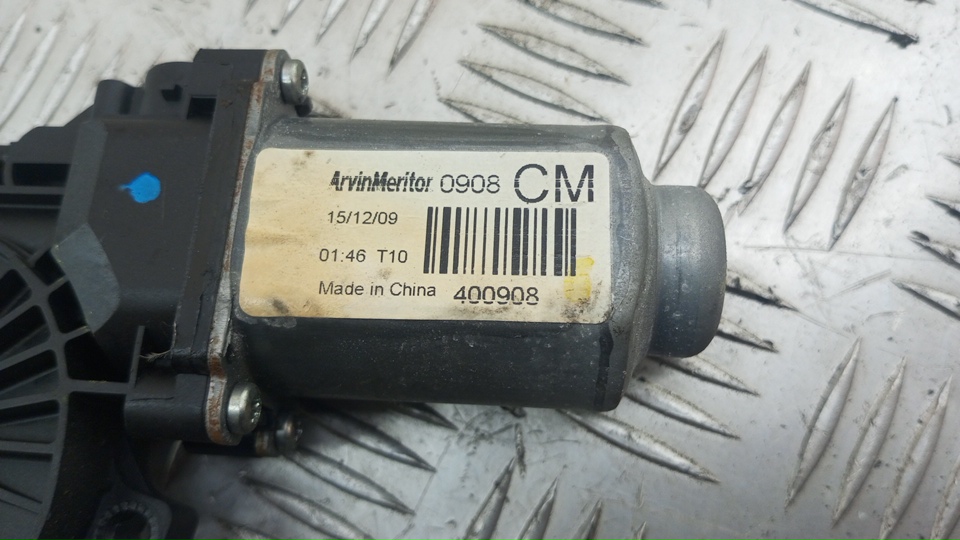 ArvinMeritor 0908 CM
15/12/09
01:46 T10
Made in China 400908